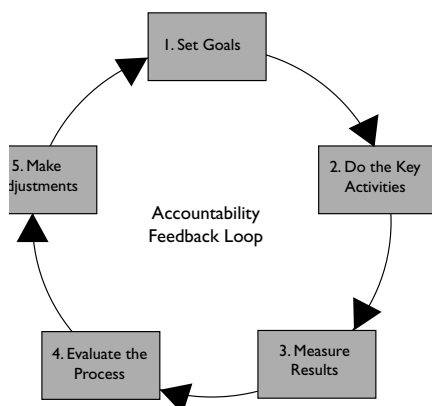 1. Set Goals
2. Do the Key
Activities
3. Measure
Results
4. Evaluate the
Process
5. Make
djustments
Accountability
Feedback Loop